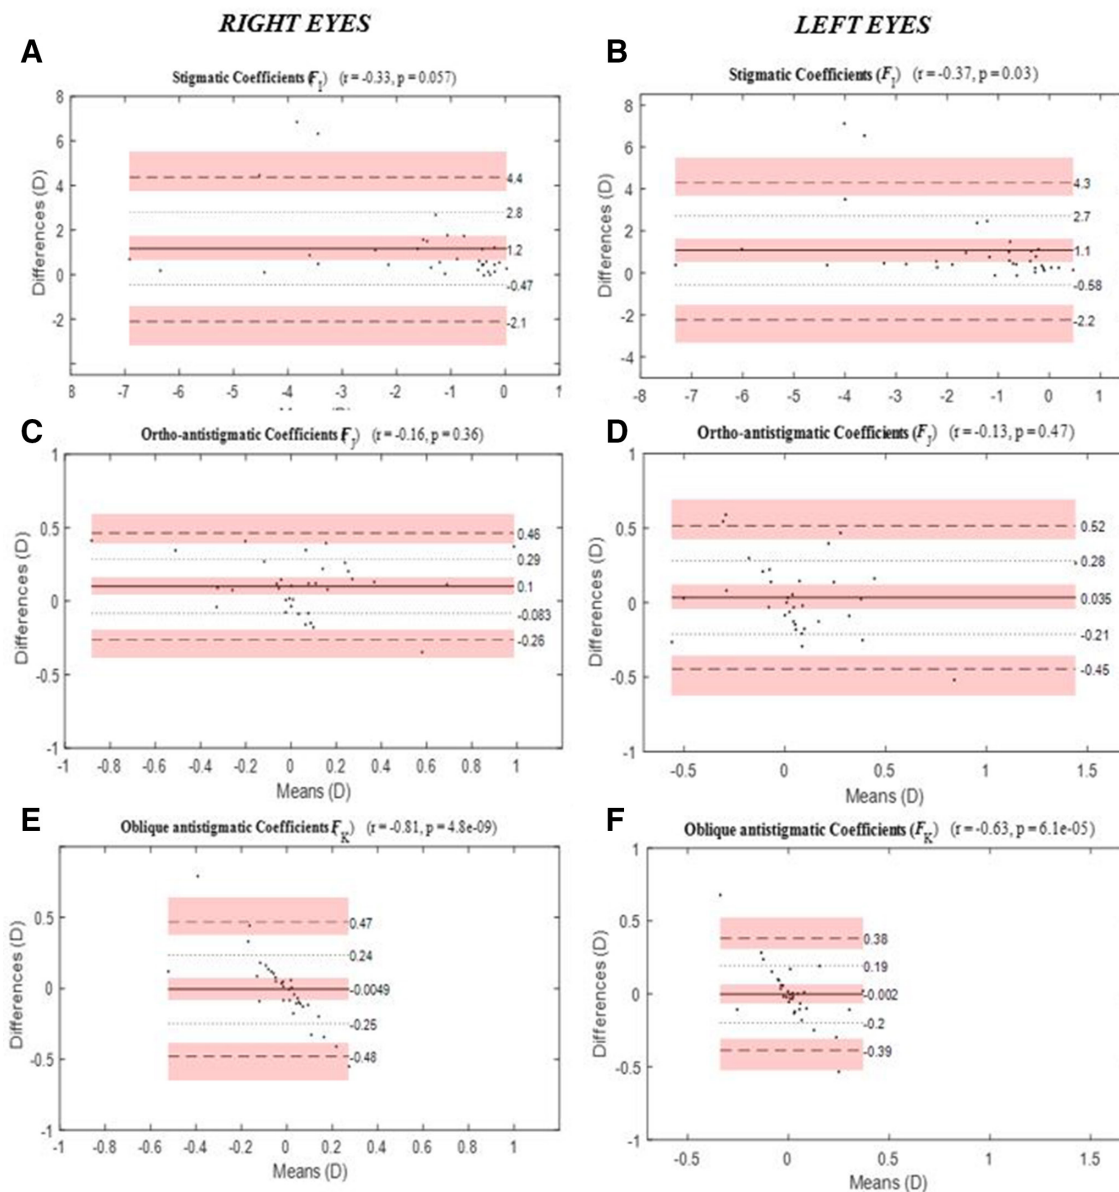 RIGHT EYES
LEFT EYES
A
Stigmatic Coefficients (F_I) (r = -0.33, p = 0.057)
8
6
4
2
0
-2
Differences (D)
4.4
2.8
1.2
-0.47
-2.1
-8 -7 -6 -5 -4 -3 -2 -1 0 1
B
Stigmatic Coefficients (F_I) (r = -0.37, p = 0.03)
8
6
4
2
0
-2
-4
Differences (D)
4.3
2.7
1.1
-0.58
-2.2
-8 -7 -6 -5 -4 -3 -2 -1 0 1
C
Ortho-antistigmatic Coefficients (F_J) (r = -0.16, p = 0.36)
1
0.5
0
-0.5
-1
Differences (D)
0.46
0.29
0.1
-0.083
-0.26
-1 -0.8 -0.6 -0.4 -0.2 0 0.2 0.4 0.6 0.8 1
Means (D)
D
Ortho-antistigmatic Coefficients (F_J) (r = -0.13, p = 0.47)
1
0.5
0
-0.5
-1
Differences (D)
0.52
0.28
0.035
-0.21
-0.45
-0.5 0 0.5 1 1.5
Means (D)
E
Oblique antistigmatic Coefficients (F_K) (r = -0.81, p = 4.8e-09)
0.5
0
-0.5
-1
Differences (D)
0.47
0.24
-0.0049
-0.25
-0.48
-1 -0.8 -0.6 -0.4 -0.2 0 0.2 0.4 0.6 0.8 1
Means (D)
F
Oblique antistigmatic Coefficients (F_K) (r = -0.63, p = 6.1e-05)
1
0.5
0
-0.5
-1
Differences (D)
0.38
0.19
-0.002
-0.2
-0.39
-0.5 0 0.5 1 1.5
Means (D)